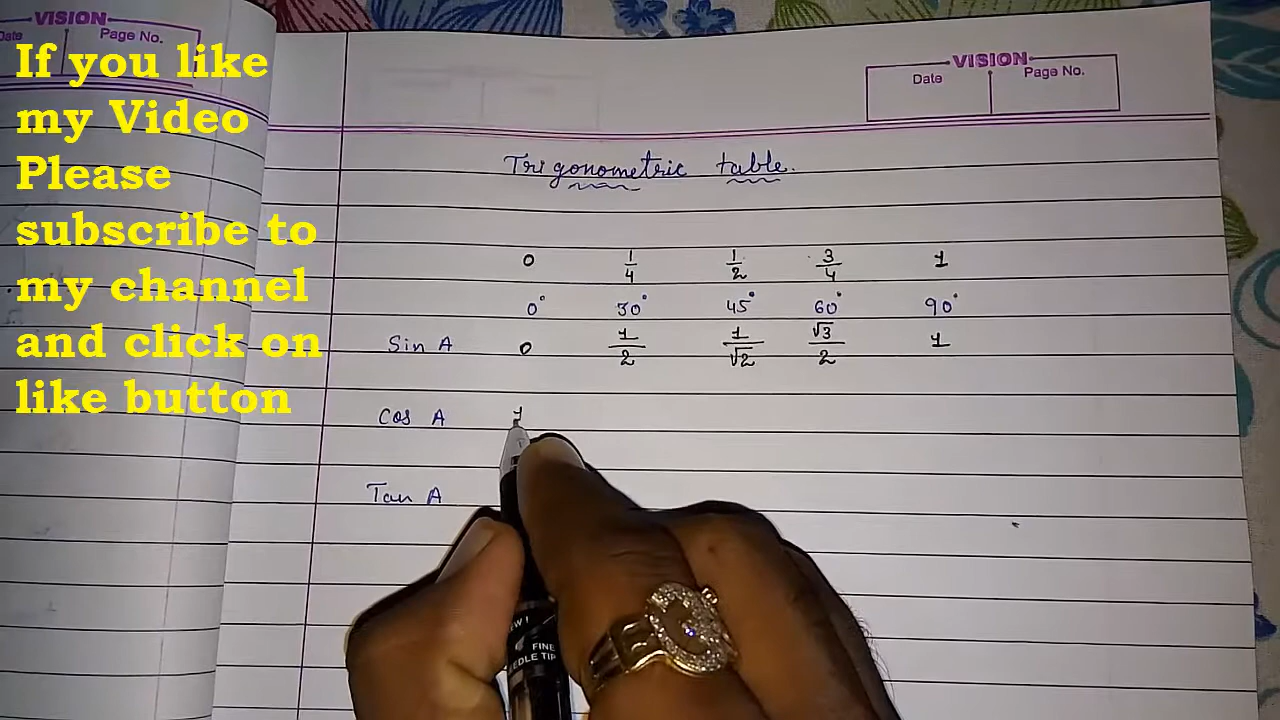 VISION
Date Page No.
If you like
my Video
Please
subscribe to
my channel
and click on
like button
VISION
Date Page No.
Trigonometric table.
0 1/4 1/2 3/4 1
0° 30° 45° 60° 90°
Sin A 0 1/2 1/√2 √3/2 1
Cos A 1
Tan A
NEEDLE TIP
FINE